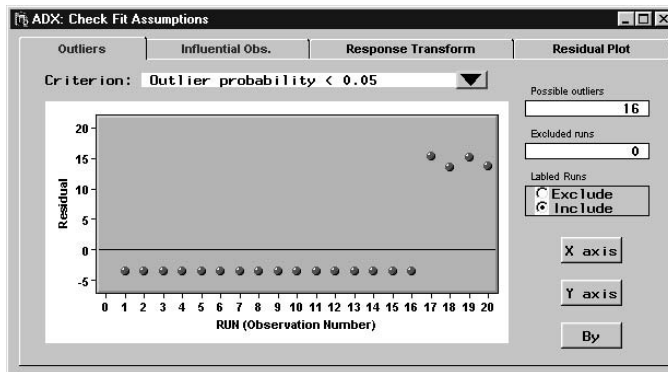 ADX: Check Fit Assumptions
Outliers
Influential Obs.
Response Transform
Residual Plot
Criterion: Outlier probability < 0.05
Possible outliers
16
Excluded runs
0
Labled Runs
Exclude
Include
X axis
Y axis
By
Residual
20
15
10
5
0
-5
0 1 2 3 4 5 6 7 8 9 10 11 12 13 14 15 16 17 18 19 20
RUN (Observation Number)